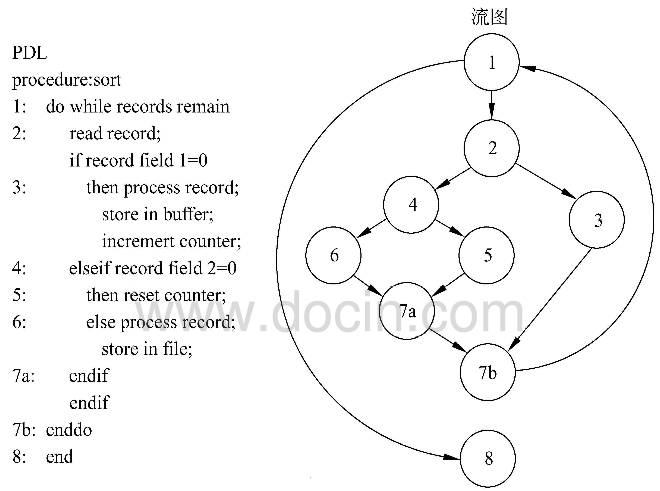 流图
PDL
procedure:sort
1: do while records remain
2: read record;
if record field 1=0
3: then process record;
store in buffer;
incremert counter;
4: elseif record field 2=0
5: then reset counter;
6: else process record;
store in file;
7a: endif
endif
7b: enddo
8: end
1
2
4
3
6
5
7a
7b
8
www.docin.com